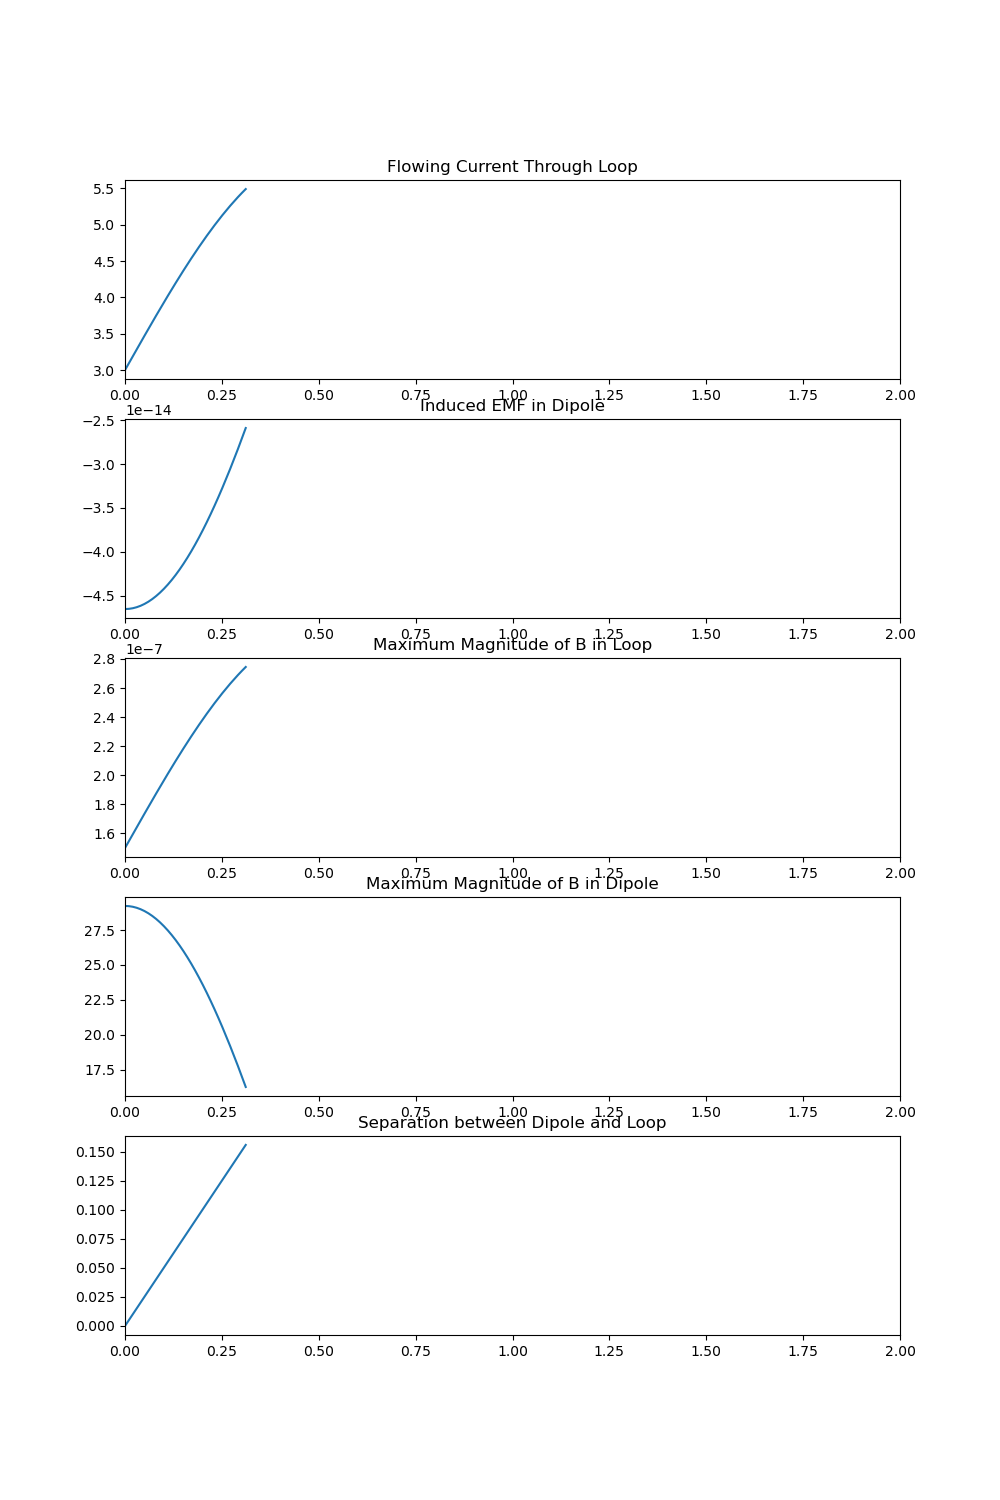 Flowing Current Through Loop
5.5
5.0
4.5
4.0
3.5
3.0
0.00 0.25 0.50 0.75 1.00 1.25 1.50 1.75 2.00
1e−14
Induced EMF in Dipole
−2.5
−3.0
−3.5
−4.0
−4.5
0.00 0.25 0.50 0.75 1.00 1.25 1.50 1.75 2.00
1e−7
Maximum Magnitude of B in Loop
2.8
2.6
2.4
2.2
2.0
1.8
1.6
0.00 0.25 0.50 0.75 1.00 1.25 1.50 1.75 2.00
Maximum Magnitude of B in Dipole
27.5
25.0
22.5
20.0
17.5
0.00 0.25 0.50 0.75 1.00 1.25 1.50 1.75 2.00
Separation between Dipole and Loop
0.150
0.125
0.100
0.075
0.050
0.025
0.000
0.00 0.25 0.50 0.75 1.00 1.25 1.50 1.75 2.00